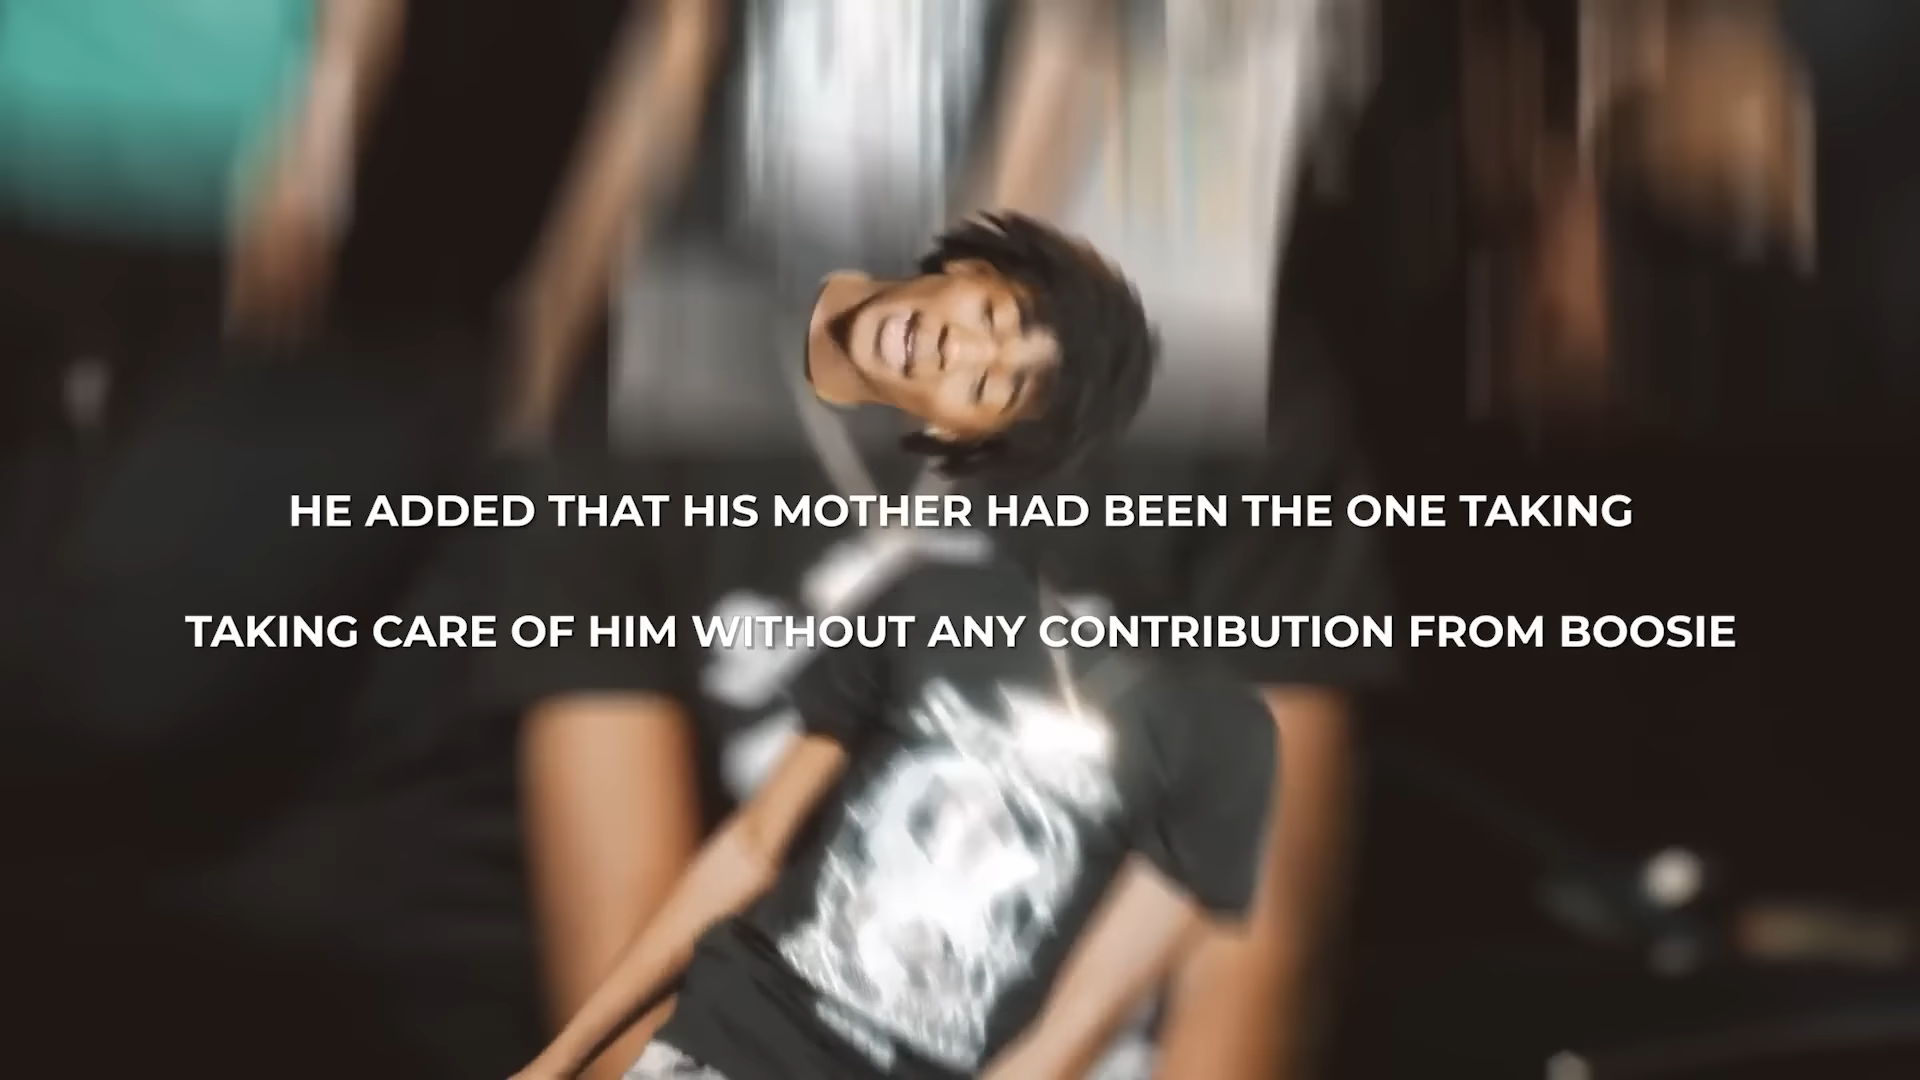 HE ADDED THAT HIS MOTHER HAD BEEN THE ONE TAKING
TAKING CARE OF HIM WITHOUT ANY CONTRIBUTION FROM BOOSIE